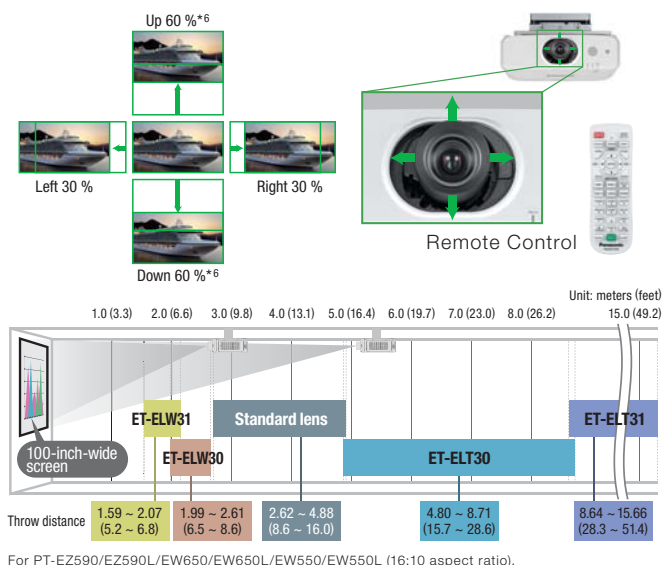 Up 60 %*6
Left 30 %
Right 30 %
Down 60 %*6
Remote Control
Panasonic
Unit: meters (feet)
1.0 (3.3) 2.0 (6.6) 3.0 (9.8) 4.0 (13.1) 5.0 (16.4) 6.0 (19.7) 7.0 (23.0) 8.0 (26.2) 15.0 (49.2)
ET-ELW31 Standard lens ET-ELT31
100-inch-wide
screen
ET-ELW30 ET-ELT30
Throw distance
1.59 ~ 2.07 1.99 ~ 2.61 2.62 ~ 4.88 4.80 ~ 8.71 8.64 ~ 15.66
(5.2 ~ 6.8) (6.5 ~ 8.6) (8.6 ~ 16.0) (15.7 ~ 28.6) (28.3 ~ 51.4)
For PT-EZ590/EZ590L/EW650/EW650L/EW550/EW550L (16:10 aspect ratio).